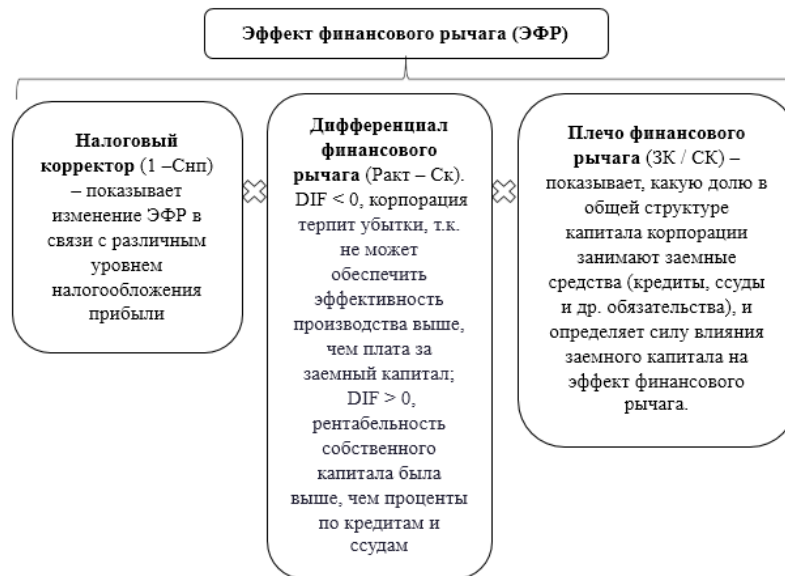 Эффект финансового рычага (ЭФР)
Налоговый
корректор (1 –Снп)
– показывает
изменение ЭФР в
связи с различным
уровнем
налогообложения
прибыли
Дифференциал
финансового
рычага (Ракт – Ск).
DIF < 0, корпорация
терпит убытки, т.к.
не может
обеспечить
эффективность
производства выше,
чем плата за
заемный капитал;
DIF > 0,
рентабельность
собственного
капитала была
выше, чем проценты
по кредитам и
ссудам
Плечо финансового
рычага (ЗК / СК) –
показывает, какую долю в
общей структуре
капитала корпорации
занимают заемные
средства (кредиты, ссуды
и др. обязательства), и
определяет силу влияния
заемного капитала на
эффект финансового
рычага.